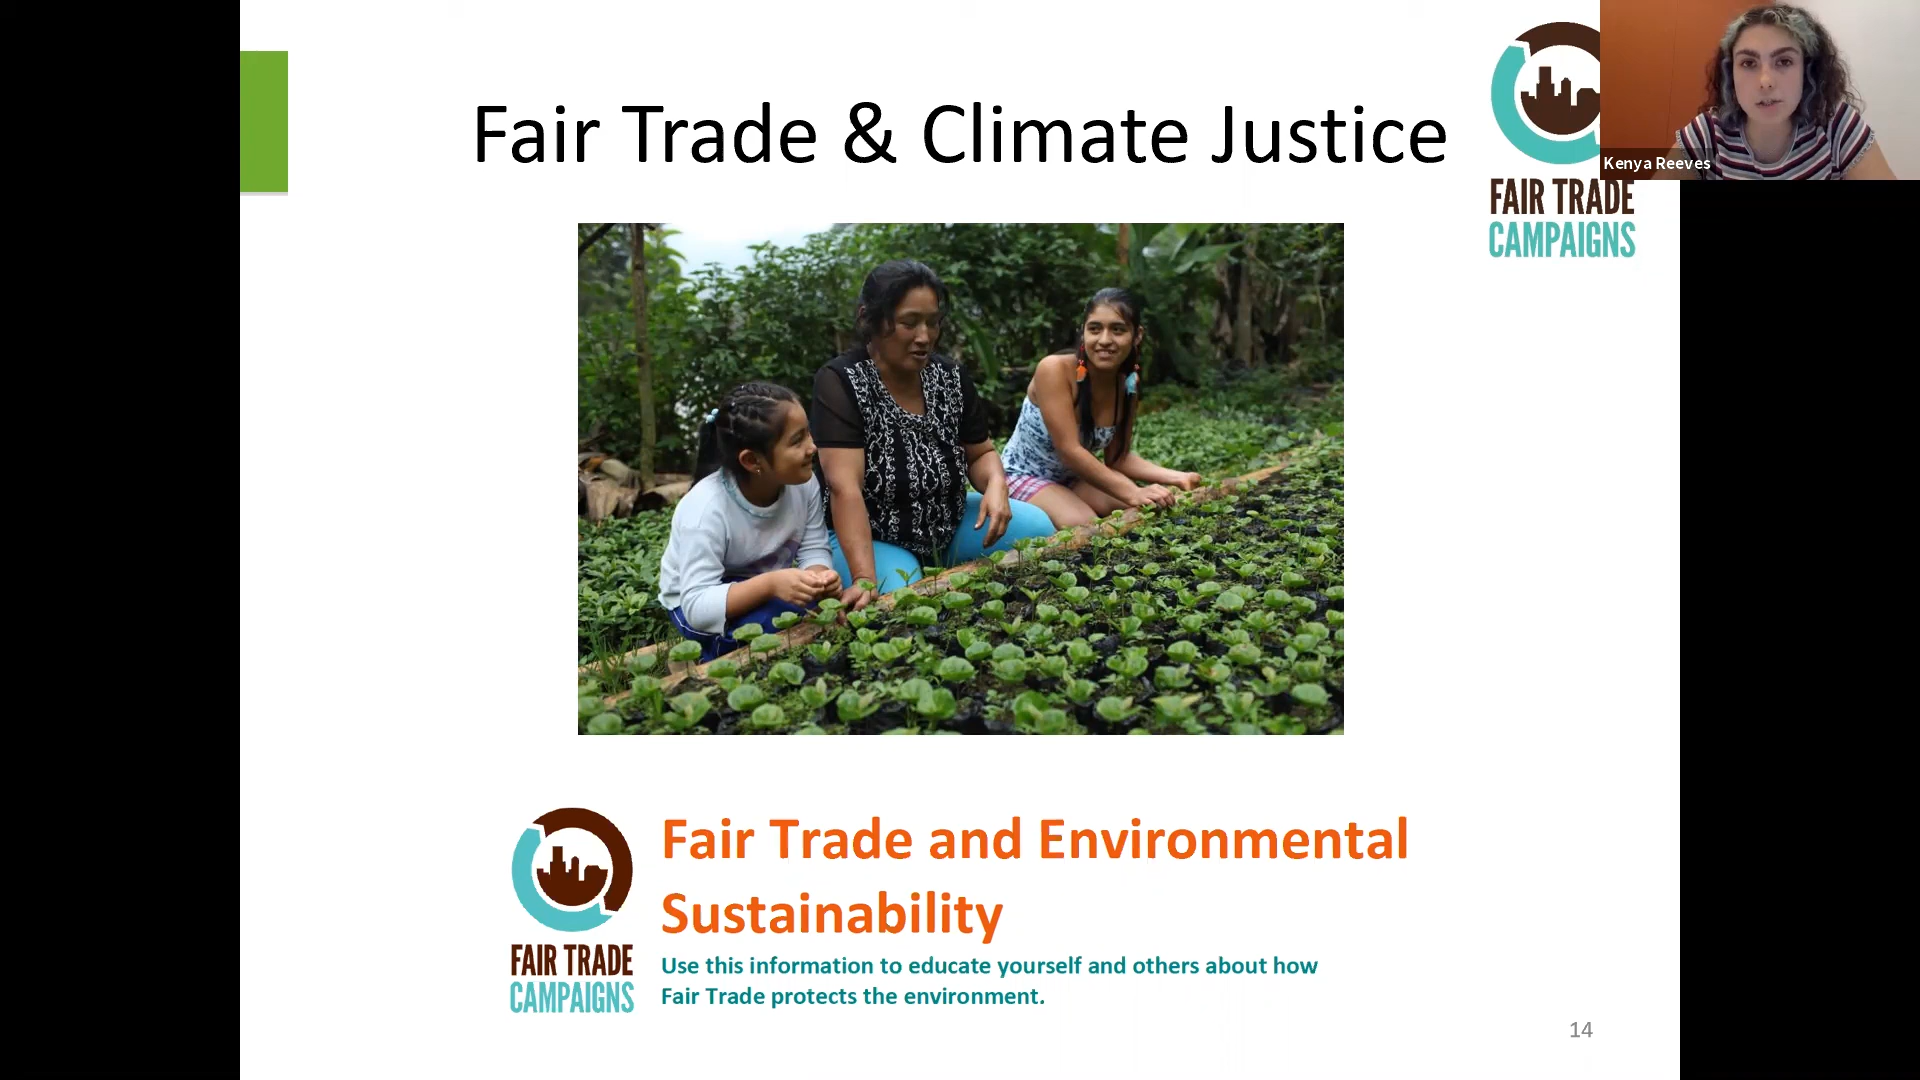 Fair Trade & Climate Justice
Kenya Reeves
FAIR TRADE
CAMPAIGNS
Fair Trade and Environmental
Sustainability
FAIR TRADE
CAMPAIGNS
Use this information to educate yourself and others about how
Fair Trade protects the environment.
14